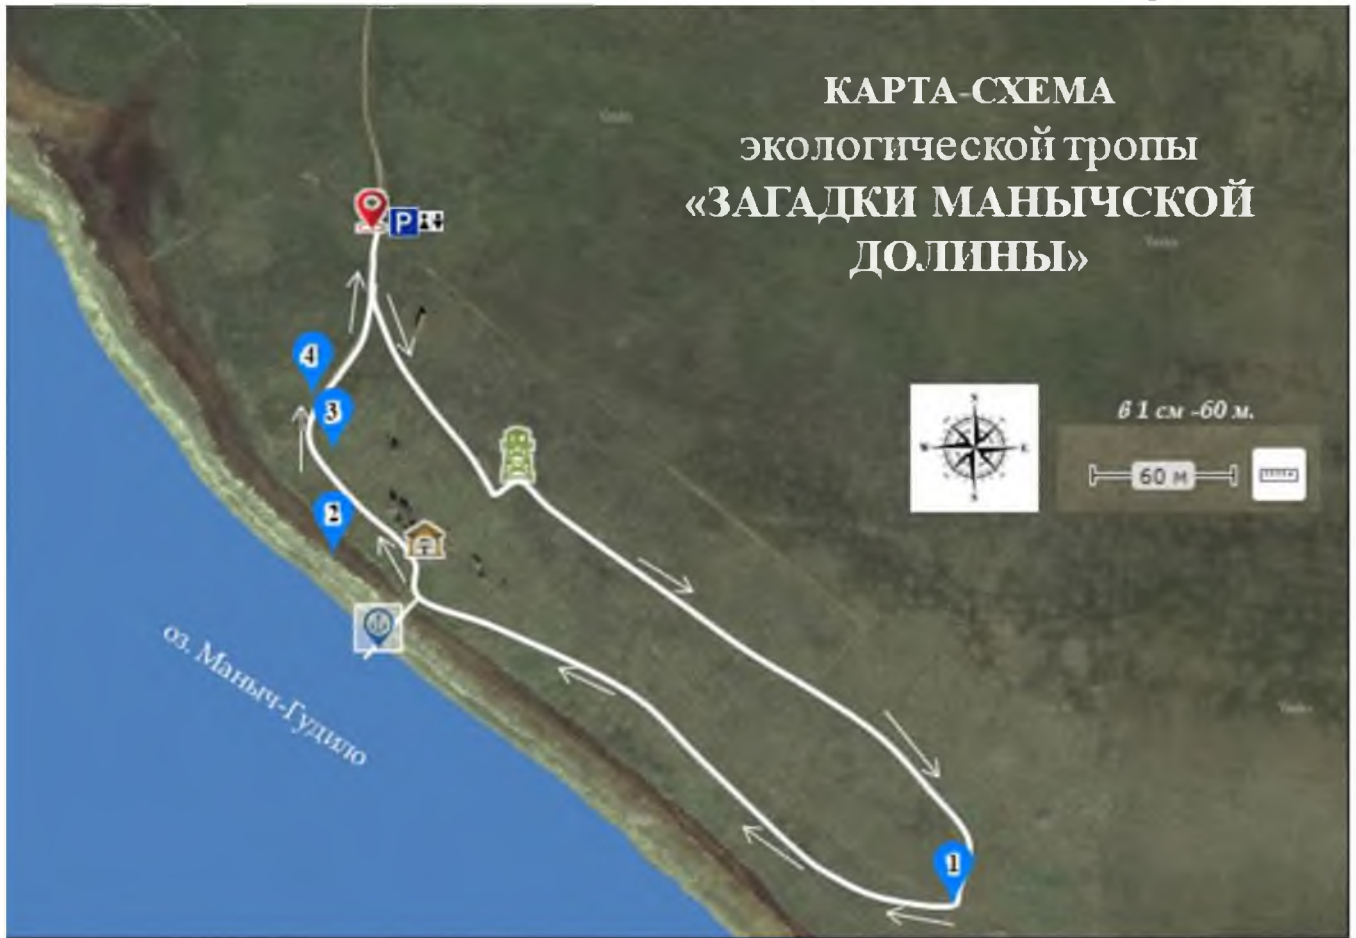 КАРТА-СХЕМА
экологической тропы
«ЗАГАДКИ МАНЫЧСКОЙ
ДОЛИНЫ»
P
4
3
в 1 см -60 м.
60 м
2
оз. Маныч-Гудило
1